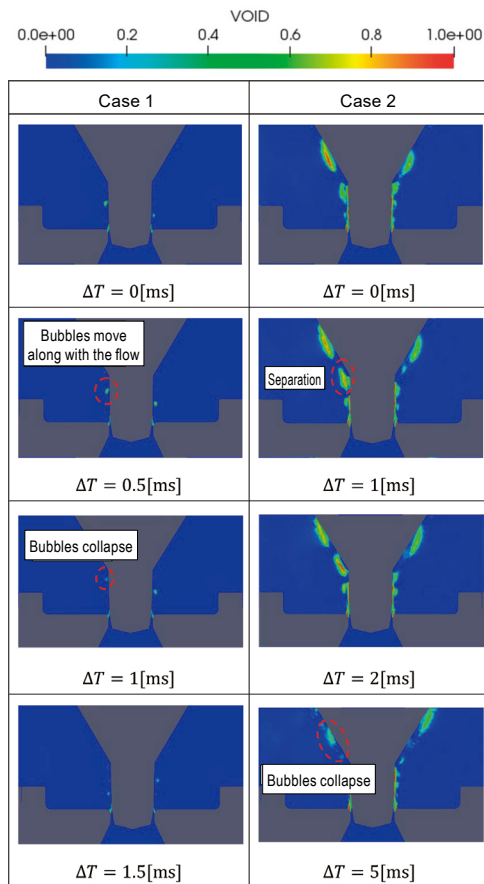 VOID
0.0e+00 0.2 0.4 0.6 0.8 1.0e+00
Case 1 Case 2
ΔT = 0[ms] ΔT = 0[ms]
Bubbles move
along with the flow
Separation
ΔT = 0.5[ms] ΔT = 1[ms]
Bubbles collapse
ΔT = 1[ms] ΔT = 2[ms]
Bubbles collapse
ΔT = 1.5[ms] ΔT = 5[ms]